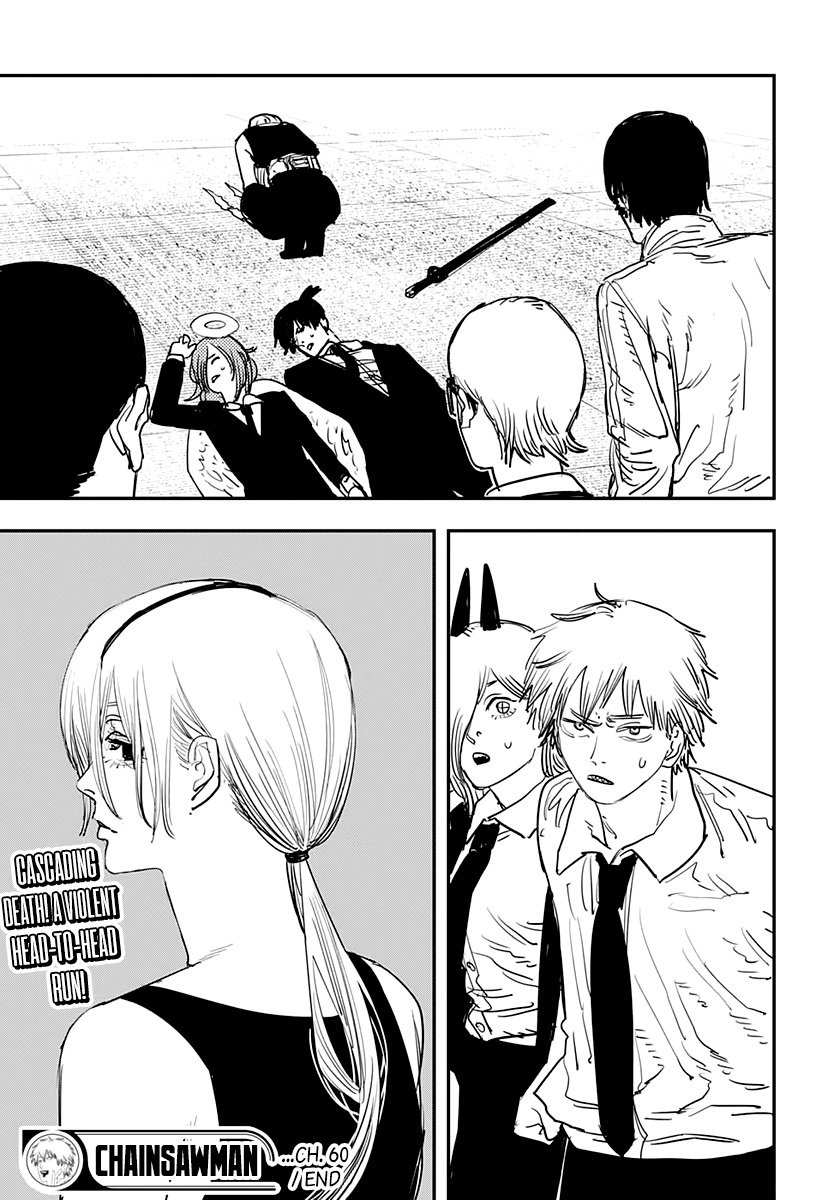 CASCADING
DEATH! A VIOLENT
HEAD-TO-HEAD
RUN!
CHAINSAWMAN
...CH. 60
/ END